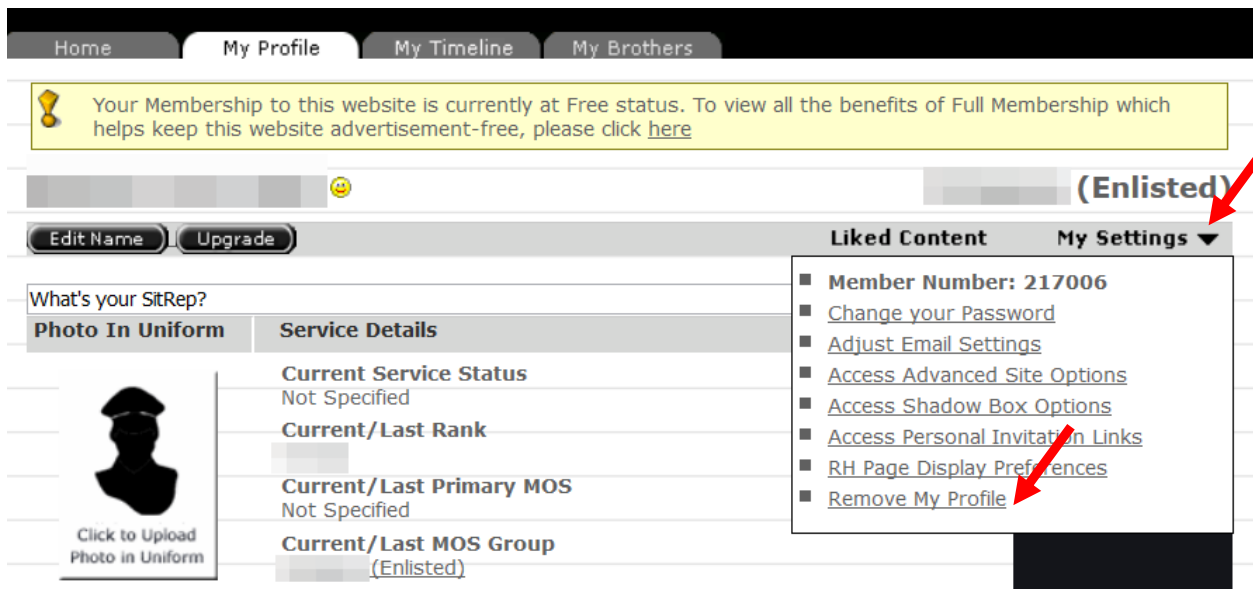 Home My Profile My Timeline My Brothers
Your Membership to this website is currently at Free status. To view all the benefits of Full Membership which
helps keep this website advertisement-free, please click here
(Enlisted)
Edit Name Upgrade Liked Content My Settings
What's your SitRep?
Photo In Uniform Service Details
Current Service Status
Not Specified
Current/Last Rank
Current/Last Primary MOS
Not Specified
Current/Last MOS Group
(Enlisted)
Click to Upload
Photo in Uniform
Member Number: 217006
Change your Password
Adjust Email Settings
Access Advanced Site Options
Access Shadow Box Options
Access Personal Invitation Links
RH Page Display Preferences
Remove My Profile